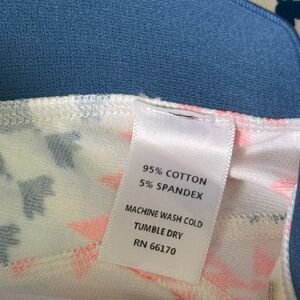 95% COTTON
5% SPANDEX
MACHINE WASH COLD
TUMBLE DRY
RN 66170